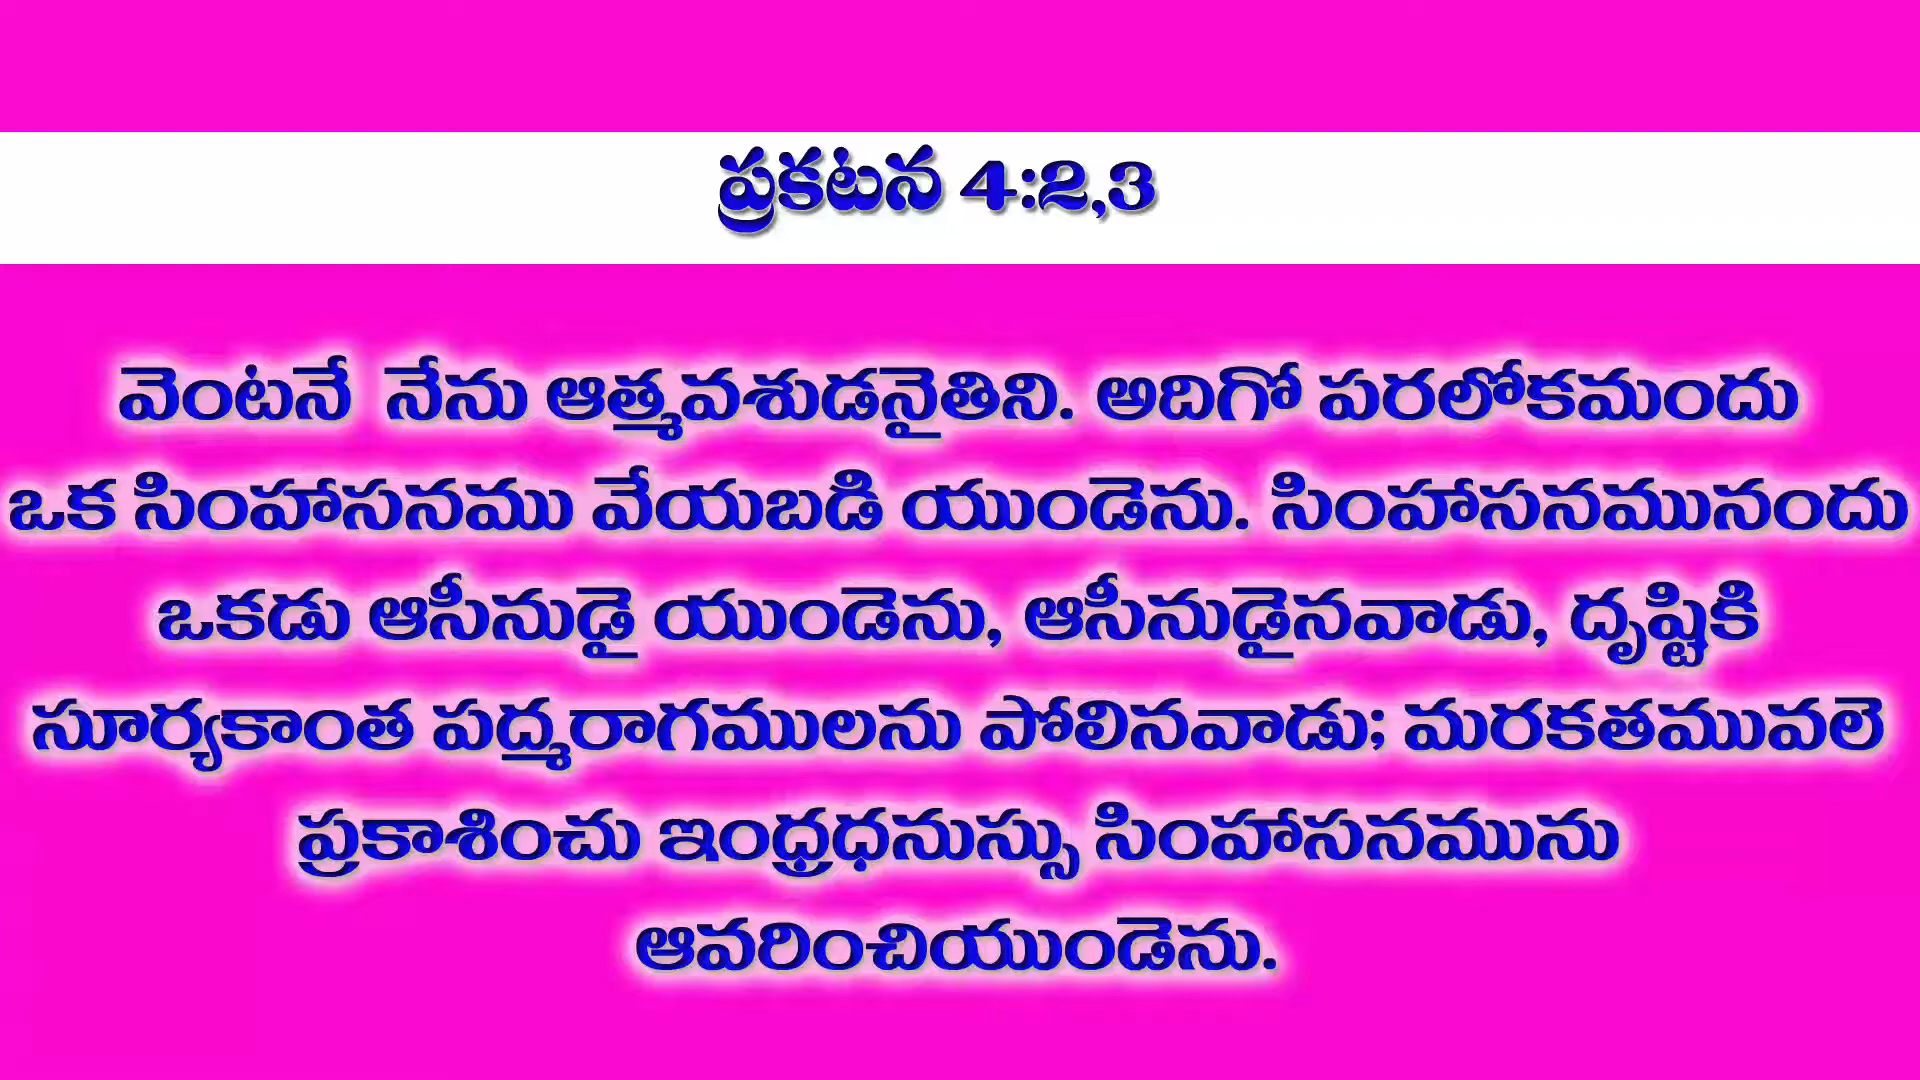 ప్రకటన 4:2,3
వెంటనే నేను ఆత్మవశుడనైతిని. అదిగో పరలోకమందు
ఒక సింహాసనము వేయబడి యుండెను. సింహాసనమునందు
ఒకడు ఆసీనుడై యుండెను, ఆసీనుడైనవాడు, దృష్టికి
సూర్యకాంత పద్మరాగములను పోలినవాడు; మరకతమువలె
ప్రకాశించు ఇంద్రధనుస్సు సింహాసనమును
ఆవరించియుండెను.